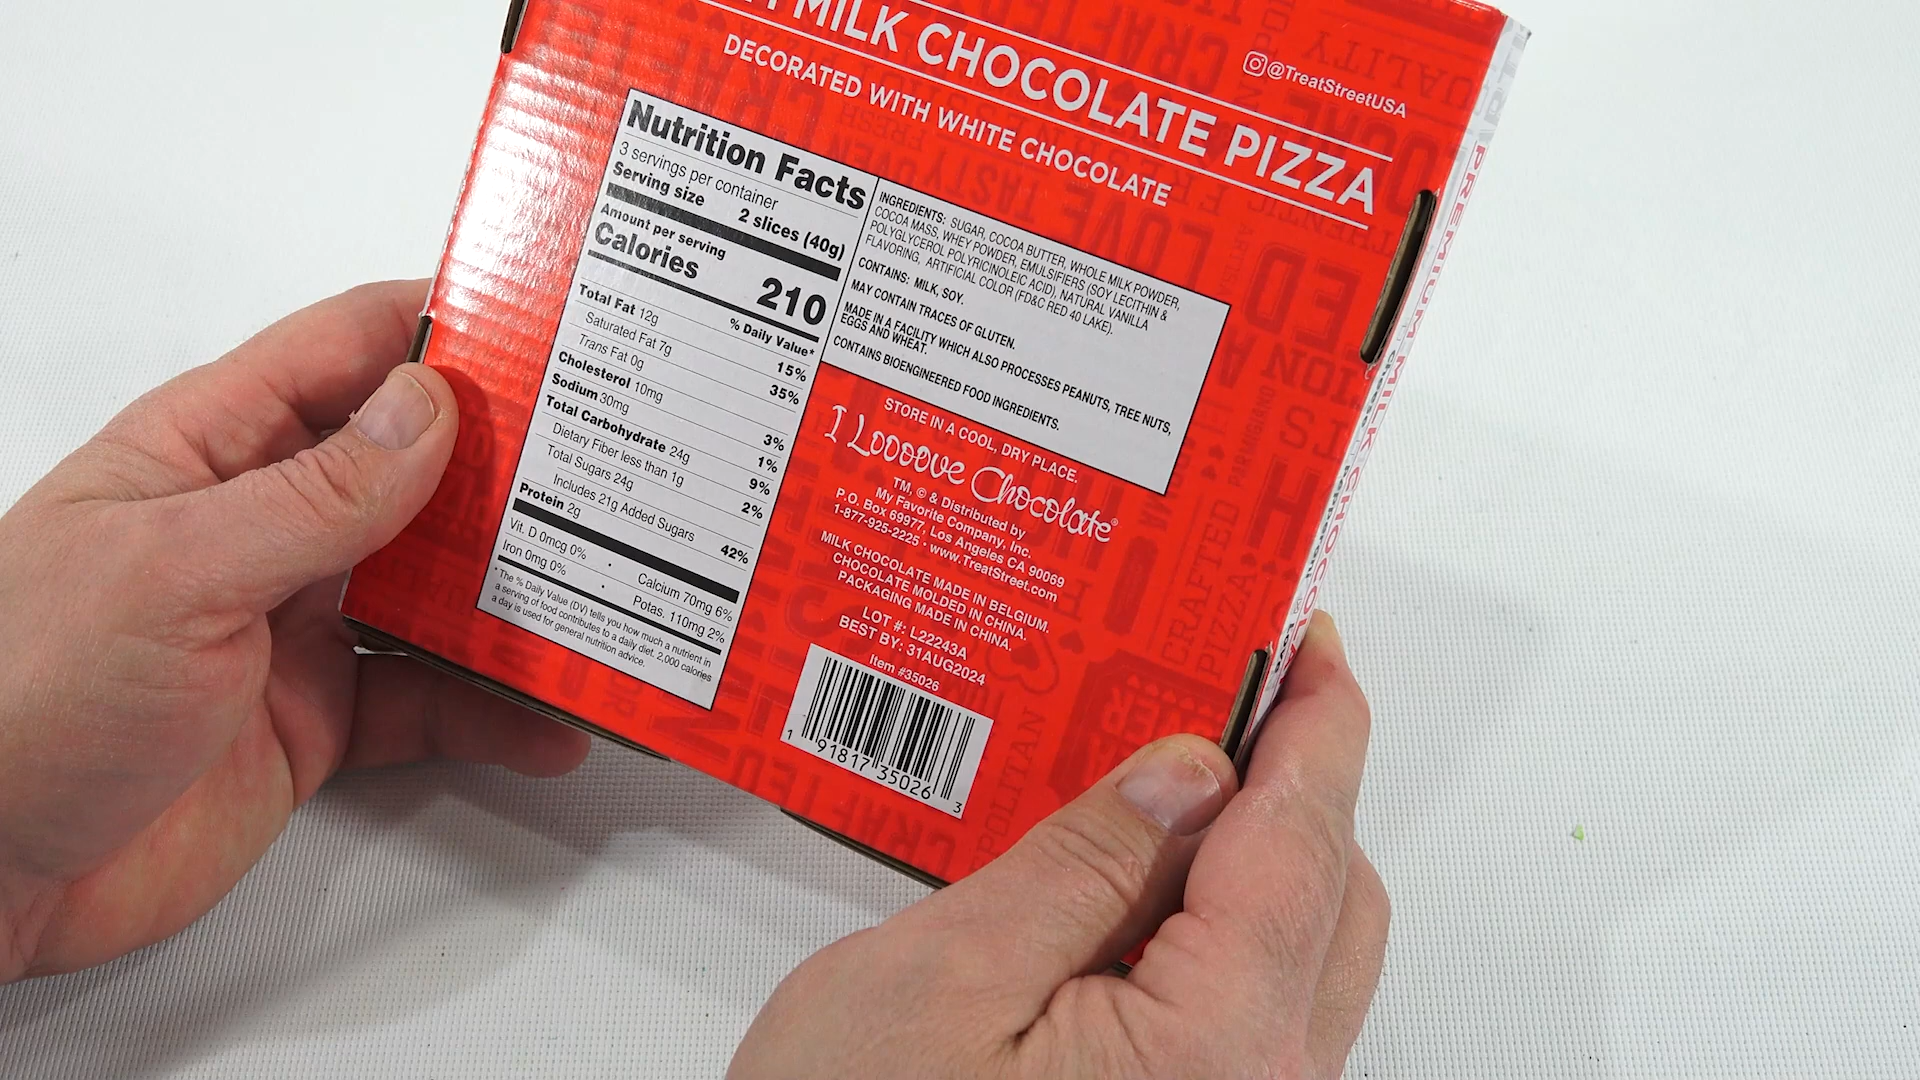 MILK CHOCOLATE PIZZA
DECORATED WITH WHITE CHOCOLATE
@TreatStreetUSA
Nutrition Facts
3 servings per container
Serving size 2 slices (40g)
Amount per serving
Calories 210
% Daily Value*
Total Fat 12g 15%
Saturated Fat 7g 35%
Trans Fat 0g
Cholesterol 10mg 3%
Sodium 30mg 1%
Total Carbohydrate 24g 9%
Dietary Fiber less than 1g 2%
Total Sugars 24g
Includes 21g Added Sugars 42%
Protein 2g
Vit. D 0mcg 0% • Calcium 70mg 6%
Iron 0mg 0% • Potas. 110mg 2%
* The % Daily Value (DV) tells you how much a nutrient in
a serving of food contributes to a daily diet. 2,000 calories
a day is used for general nutrition advice.
INGREDIENTS: SUGAR, COCOA BUTTER, WHOLE MILK POWDER,
COCOA MASS, WHEY POWDER, EMULSIFIERS (SOY LECITHIN &
POLYGLYCEROL POLYRICINOLEIC ACID), NATURAL VANILLA
FLAVORING, ARTIFICIAL COLOR (FD&C RED 40 LAKE).
CONTAINS: MILK, SOY.
MAY CONTAIN TRACES OF GLUTEN.
MADE IN A FACILITY WHICH ALSO PROCESSES PEANUTS, TREE NUTS,
EGGS AND WHEAT.
CONTAINS BIOENGINEERED FOOD INGREDIENTS.
STORE IN A COOL, DRY PLACE.
I Loooove Chocolate®
TM, © & Distributed by
My Favorite Company, Inc.
P.O. Box 69977, Los Angeles CA 90069
1-877-925-2225 • www.TreatStreet.com
MILK CHOCOLATE MADE IN BELGIUM.
CHOCOLATE MOLDED IN CHINA.
PACKAGING MADE IN CHINA.
LOT #: L22243A
BEST BY: 31AUG2024
Item #35026
1 91817 35026 3
PREMIUM MILK CHOCOLATE